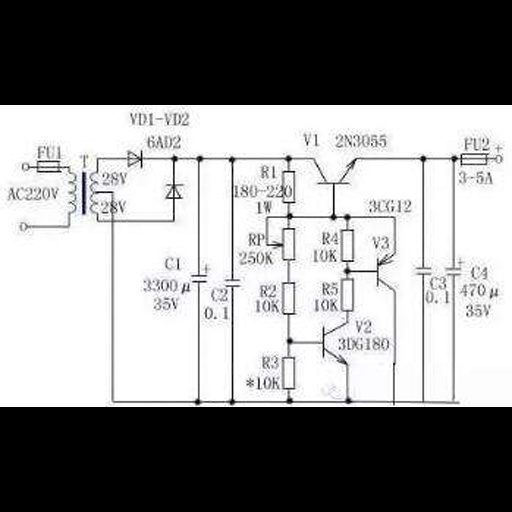 VD1-VD2
6AD2
V1 2N3055
FU1
T
28V
28V
AC220V
FU2
+
3-5A
R1
180-220
1W
3CG12
RP
250K
R4
10K
V3
C1
+
3300μ
35V
C2
0.1
R2
10K
R5
10K
V2
3DG180
C3
0.1
+
C4
470μ
35V
R3
*10K